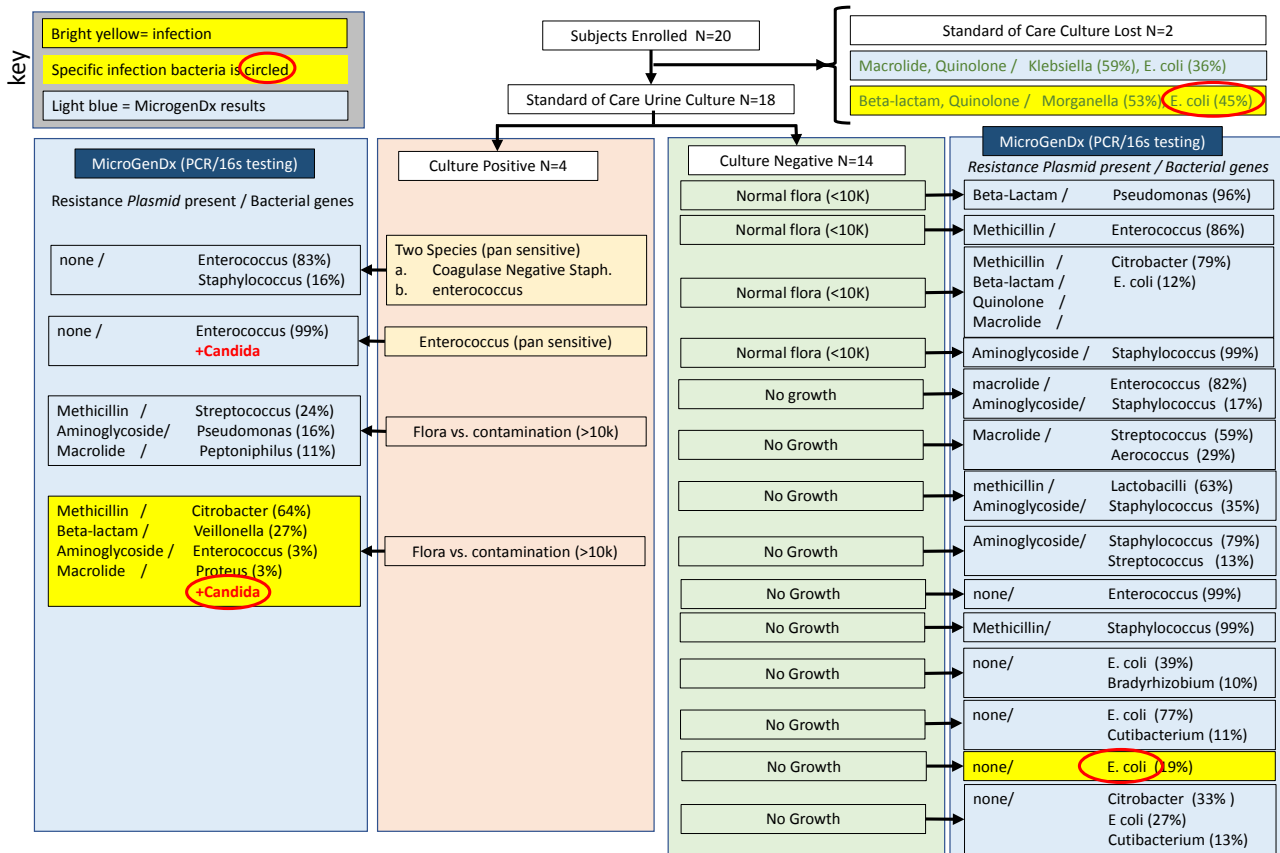 key
Bright yellow= infection
Specific infection bacteria is circled
Light blue = MicrogenDx results
Subjects Enrolled N=20
Standard of Care Culture Lost N=2
Macrolide, Quinolone / Klebsiella (59%), E. coli (36%)
Beta-lactam, Quinolone / Morganella (53%), E. coli (45%)
Standard of Care Urine Culture N=18
MicroGenDx (PCR/16s testing)
Resistance Plasmid present / Bacterial genes
none / Enterococcus (83%)
Staphylococcus (16%)
none / Enterococcus (99%)
+Candida
Methicillin / Streptococcus (24%)
Aminoglycoside/ Pseudomonas (16%)
Macrolide / Peptoniphilus (11%)
Methicillin / Citrobacter (64%)
Beta-lactam / Veillonella (27%)
Aminoglycoside / Enterococcus (3%)
Macrolide / Proteus (3%)
+Candida
Culture Positive N=4
Two Species (pan sensitive)
a. Coagulase Negative Staph.
b. enterococcus
Enterococcus (pan sensitive)
Flora vs. contamination (>10k)
Flora vs. contamination (>10k)
Culture Negative N=14
Normal flora (<10K)
Normal flora (<10K)
Normal flora (<10K)
Normal flora (<10K)
No growth
No Growth
No Growth
No Growth
No Growth
No Growth
No Growth
No Growth
No Growth
No Growth
MicroGenDx (PCR/16s testing)
Resistance Plasmid present / Bacterial genes
Beta-Lactam / Pseudomonas (96%)
Methicillin / Enterococcus (86%)
Methicillin / Citrobacter (79%)
Beta-lactam / E. coli (12%)
Quinolone /
Macrolide /
Aminoglycoside / Staphylococcus (99%)
macrolide / Enterococcus (82%)
Aminoglycoside/ Staphylococcus (17%)
Macrolide / Streptococcus (59%)
Aerococcus (29%)
methicillin / Lactobacilli (63%)
Aminoglycoside/ Staphylococcus (35%)
Aminoglycoside/ Staphylococcus (79%)
Streptococcus (13%)
none/ Enterococcus (99%)
Methicillin/ Staphylococcus (99%)
none/ E. coli (39%)
Bradyrhizobium (10%)
none/ E. coli (77%)
Cutibacterium (11%)
none/ E. coli (19%)
none/ Citrobacter (33% )
E coli (27%)
Cutibacterium (13%)